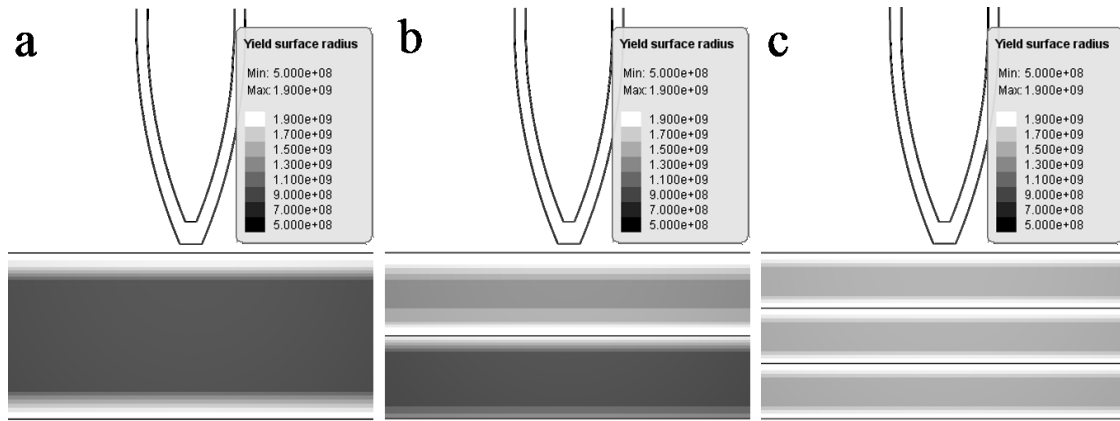 a
Yield surface radius
Min: 5.000e+08
Max: 1.900e+09
1.900e+09
1.700e+09
1.500e+09
1.300e+09
1.100e+09
9.000e+08
7.000e+08
5.000e+08
b
Yield surface radius
Min: 5.000e+08
Max: 1.900e+09
1.900e+09
1.700e+09
1.500e+09
1.300e+09
1.100e+09
9.000e+08
7.000e+08
5.000e+08
c
Yield surface radius
Min: 5.000e+08
Max: 1.900e+09
1.900e+09
1.700e+09
1.500e+09
1.300e+09
1.100e+09
9.000e+08
7.000e+08
5.000e+08